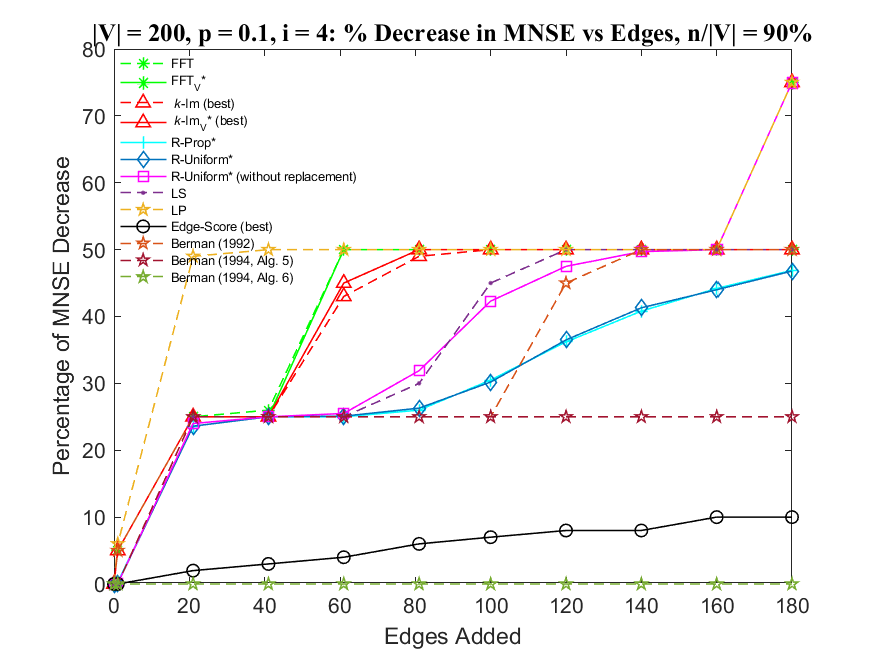 |V| = 200, p = 0.1, i = 4: % Decrease in MNSE vs Edges, n/|V| = 90%
80
70
60
50
40
30
20
10
0
Percentage of MNSE Decrease
FFT
FFT_V*
k-Im (best)
k-Im_V* (best)
R-Prop*
R-Uniform*
R-Uniform* (without replacement)
LS
LP
Edge-Score (best)
Berman (1992)
Berman (1994, Alg. 5)
Berman (1994, Alg. 6)
0 20 40 60 80 100 120 140 160 180
Edges Added